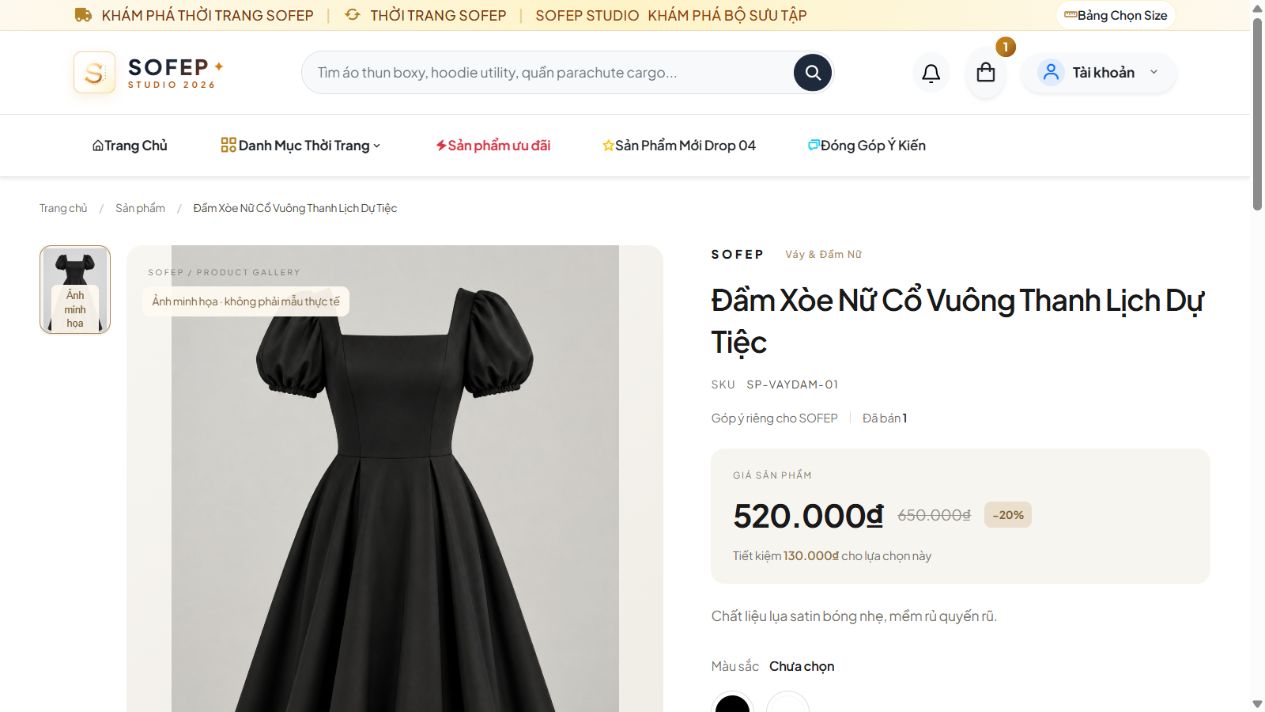 KHÁM PHÁ THỜI TRANG SOFEP | THỜI TRANG SOFEP | SOFEP STUDIO KHÁM PHÁ BỘ SƯU TẬP
Bảng Chọn Size
S
SOFEP
STUDIO 2026
Tìm áo thun boxy, hoodie utility, quần parachute cargo...
1
Tài khoản
Trang Chủ
Danh Mục Thời Trang
Sản phẩm ưu đãi
Sản Phẩm Mới Drop 04
Đóng Góp Ý Kiến
Trang chủ / Sản phẩm / Đầm Xòe Nữ Cổ Vuông Thanh Lịch Dự Tiệc
Ảnh
minh
họa
SOFEP / PRODUCT GALLERY
Ảnh minh họa · không phải mẫu thực tế
SOFEP Váy & Đầm Nữ
Đầm Xòe Nữ Cổ Vuông Thanh Lịch Dự
Tiệc
SKU SP-VAYDAM-01
Góp ý riêng cho SOFEP | Đã bán 1
GIÁ SẢN PHẨM
520.000₫ 650.000₫ -20%
Tiết kiệm 130.000₫ cho lựa chọn này
Chất liệu lụa satin bóng nhẹ, mềm rủ quyến rũ.
Màu sắc Chưa chọn